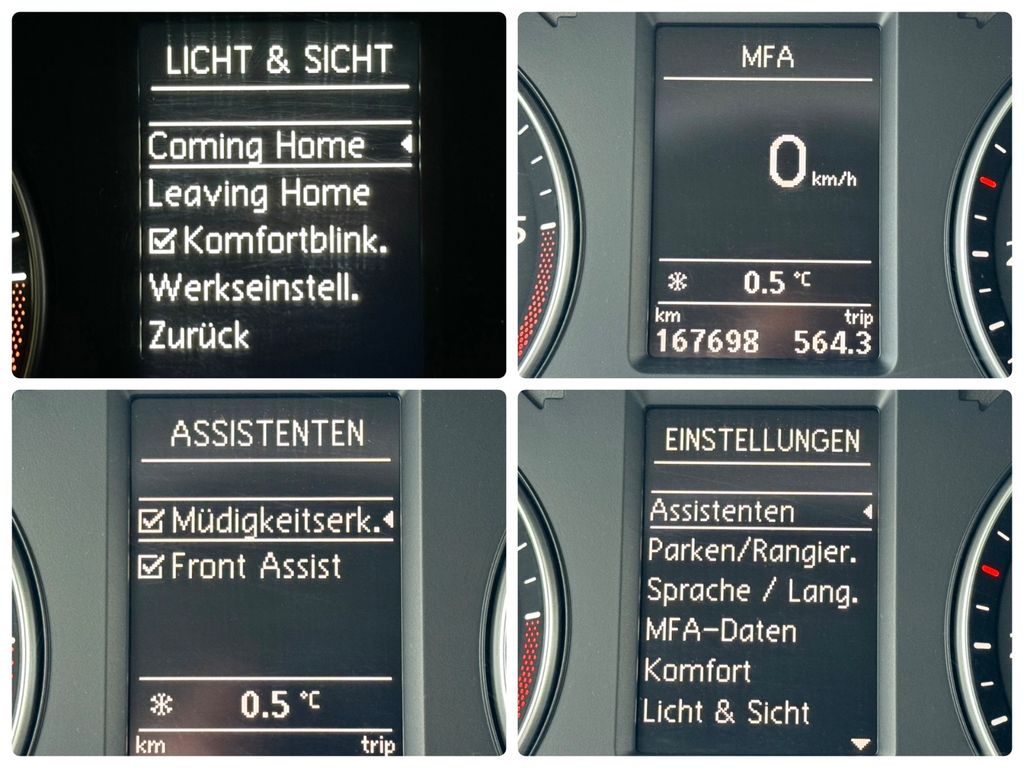 LICHT & SICHT
Coming Home
Leaving Home
Komfortblink.
Werkseinstell.
Zurück
MFA
0 km/h
0.5 °C
km trip
167698 564.3
ASSISTENTEN
Müdigkeitserk.
Front Assist
0.5 °C
km trip
EINSTELLUNGEN
Assistenten
Parken/Rangier.
Sprache / Lang.
MFA-Daten
Komfort
Licht & Sicht